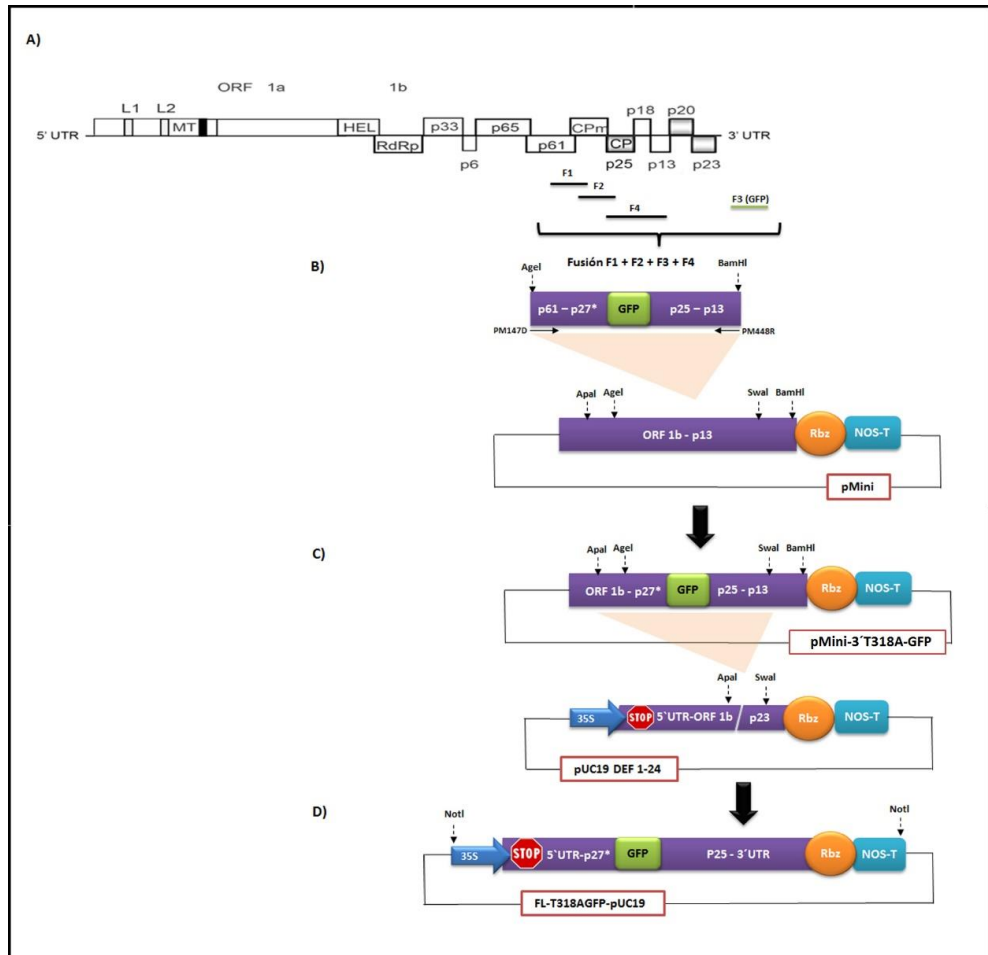 A)
ORF 1a 1b
L1 L2
5' UTR MT HEL p33 p65 CPm p18 p20 3' UTR
RdRp p6 p61 CP p25 p13 p23
F1
F2
F3 (GFP)
F4
Fusión F1 + F2 + F3 + F4
B)
AgeI BamHI
p61 – p27* GFP p25 – p13
PM147D PM448R
ApaI AgeI SwaI BamHI
ORF 1b - p13 Rbz NOS-T
pMini
C)
ApaI AgeI SwaI BamHI
ORF 1b - p27* GFP p25 - p13 Rbz NOS-T
pMini-3´T318A-GFP
ApaI SwaI
35S STOP 5`UTR-ORF 1b p23 Rbz NOS-T
pUC19 DEF 1-24
D)
NotI NotI
35S STOP 5`UTR-p27* GFP P25 - 3´UTR Rbz NOS-T
FL-T318AGFP-pUC19